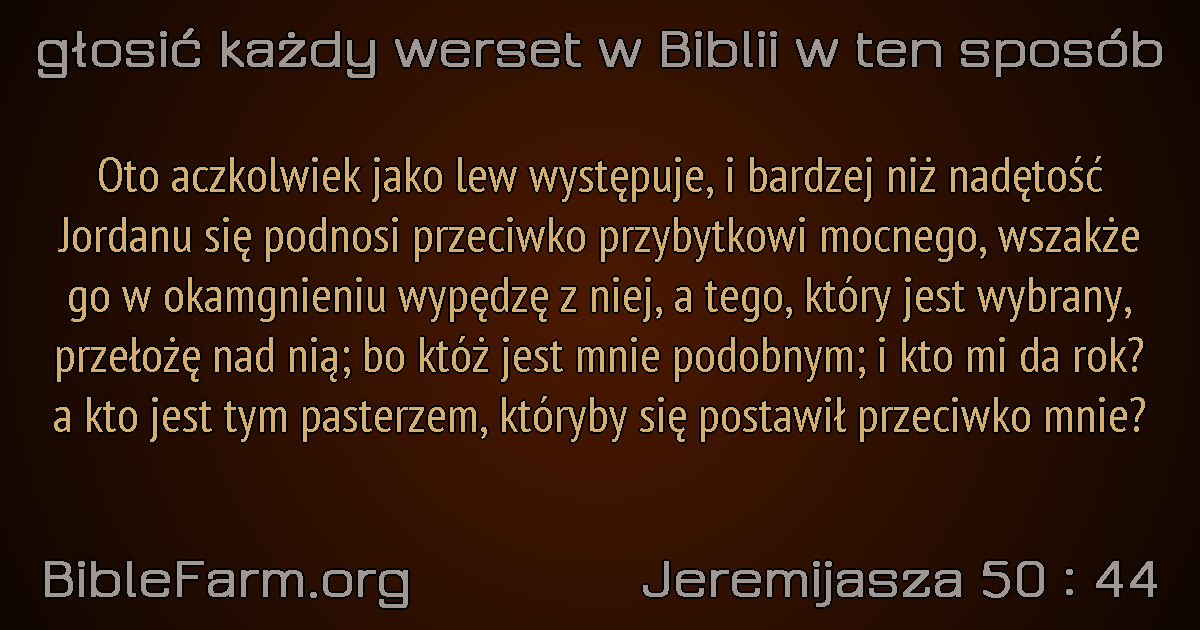 głosić każdy werset w Biblii w ten sposób
Oto aczkolwiek jako lew występuje, i bardzej niż nadętość
Jordanu się podnosi przeciwko przybytkowi mocnego, wszakże
go w okamgnieniu wypędzę z niej, a tego, który jest wybrany,
przełożę nad nią; bo któż jest mnie podobnym; i kto mi da rok?
a kto jest tym pasterzem, któryby się postawił przeciwko mnie?
BibleFarm.org
Jeremijasza 50 : 44